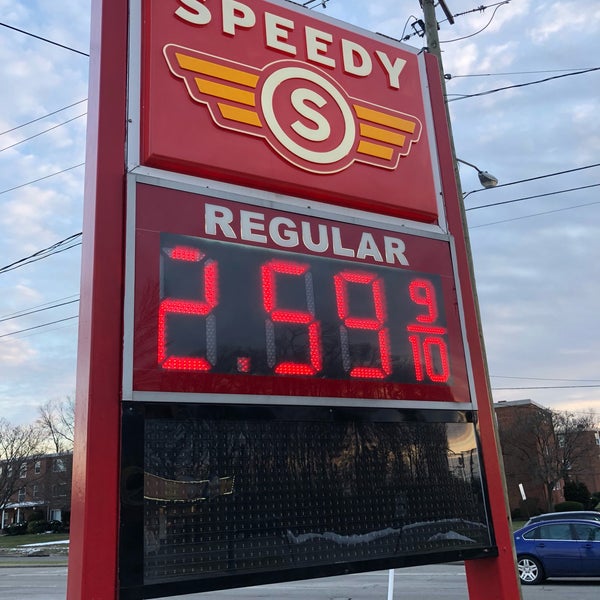 SPEEDY
S
REGULAR
2.59 9/10